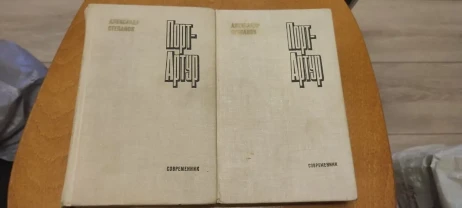 АЛЕКСАНДР
СТЕПАНОВ
Порт-
Артур
СОВРЕМЕННИК
АЛЕКСАНДР
СТЕПАНОВ
Порт-
Артур
СОВРЕМЕННИК